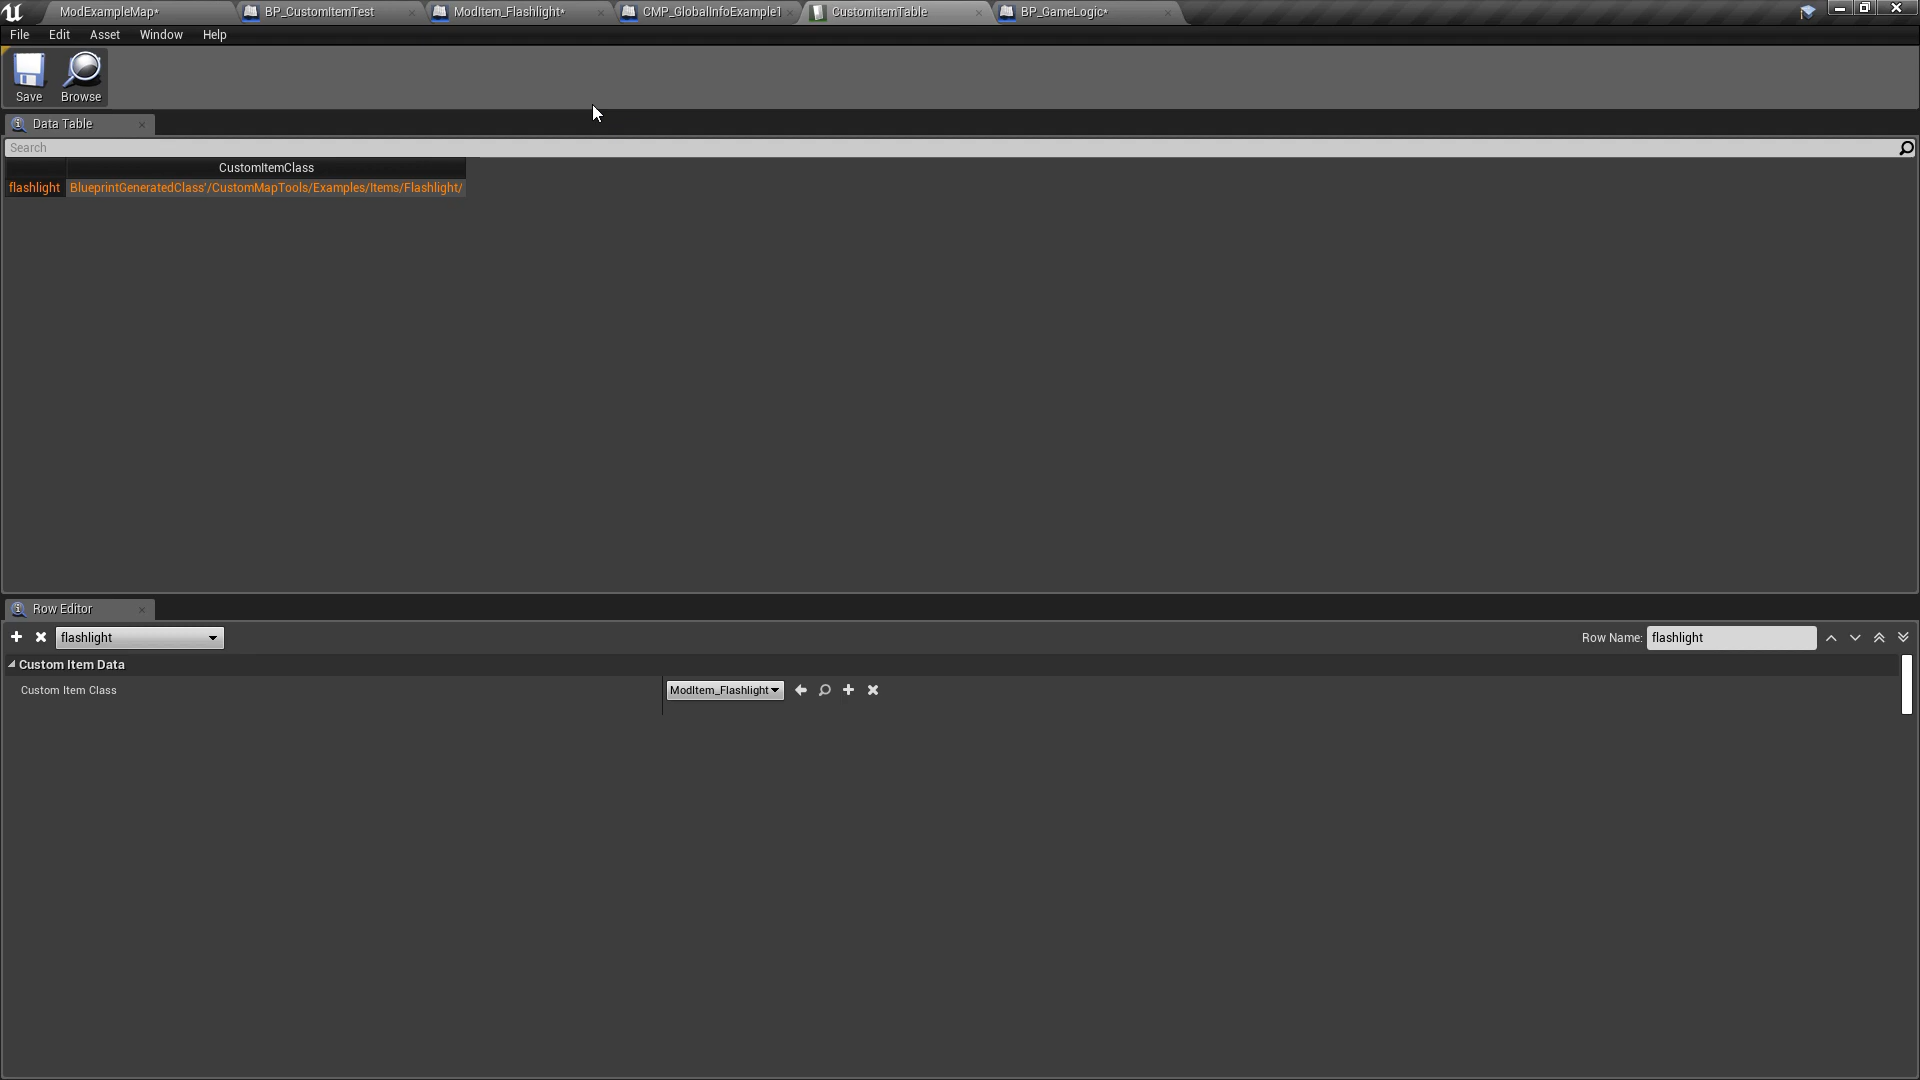 ModExampleMap*
BP_CustomItemTest
ModItem_Flashlight*
CMP_GlobalInfoExample1
CustomItemTable
BP_GameLogic*
File Edit Asset Window Help
Save Browse
Data Table
Search
CustomItemClass
flashlight BlueprintGeneratedClass'/CustomMapTools/Examples/Items/Flashlight/
Row Editor
flashlight
Row Name: flashlight
Custom Item Data
Custom Item Class
ModItem_Flashlight